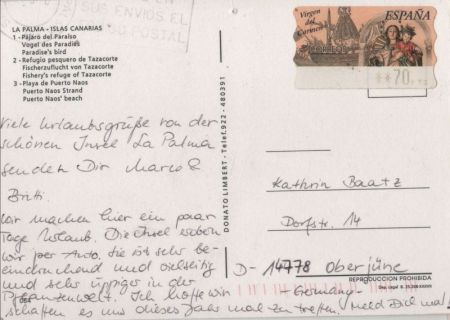 SUS ENVIOS EL
POSTAL
LA PALMA - ISLAS CANARIAS
1 - Pájaro del Paraíso
Vogel des Paradies
Paradise's bird
2 - Refugio pesquero de Tazacorte
Fischerzuflucht von Tazacorte
Fishery's refuge of Tazacorte
3 - Playa de Puerto Naos
Puerto Naos Strand
Puerto Naos' beach
Virgen del
Carmen
ESPAÑA
CORREOS
**70
Viele Urlaubsgrüße von der
schönen Insel La Palma
senden Dir Marco &
Britti.
Wir machen hier ein paar
Tage Urlaub. Die Insel
wir per Auto. Sie ist sehr be-
eindruckend und vielseitig
und sehr üppig in der
Pflanzenwelt. Ich hoffe wir
schaffen es uns dieses Jahr mal zu treffen. Meld Dich mal!
DONATO LIMBERT - Telef. 922 - 480391
Kathrin Baatz
Dorfstr. 14
D- 14778 Oberjüne
- Germany -
REPRODUCCION PROHIBIDA